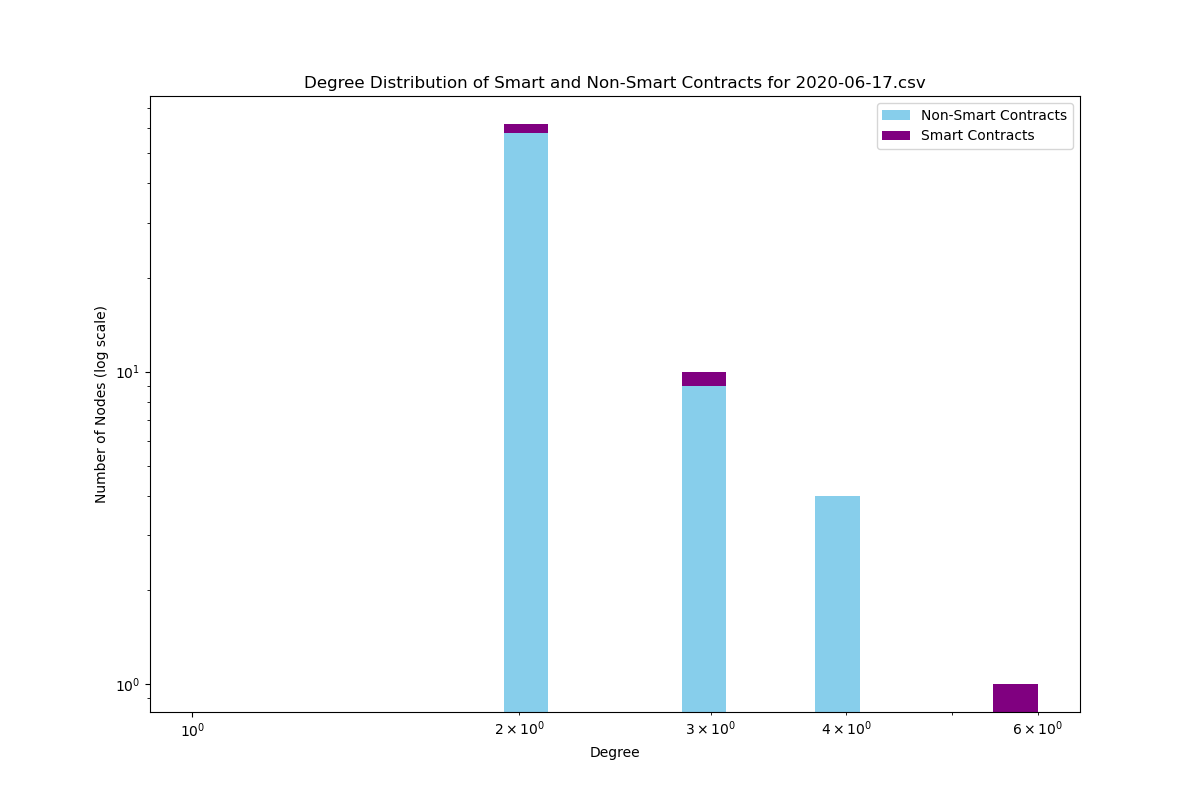 Degree Distribution of Smart and Non-Smart Contracts for 2020-06-17.csv
Non-Smart Contracts
Smart Contracts
Number of Nodes (log scale)
10¹
10⁰
10⁰ 2 × 10⁰ 3 × 10⁰ 4 × 10⁰ 6 × 10⁰
Degree